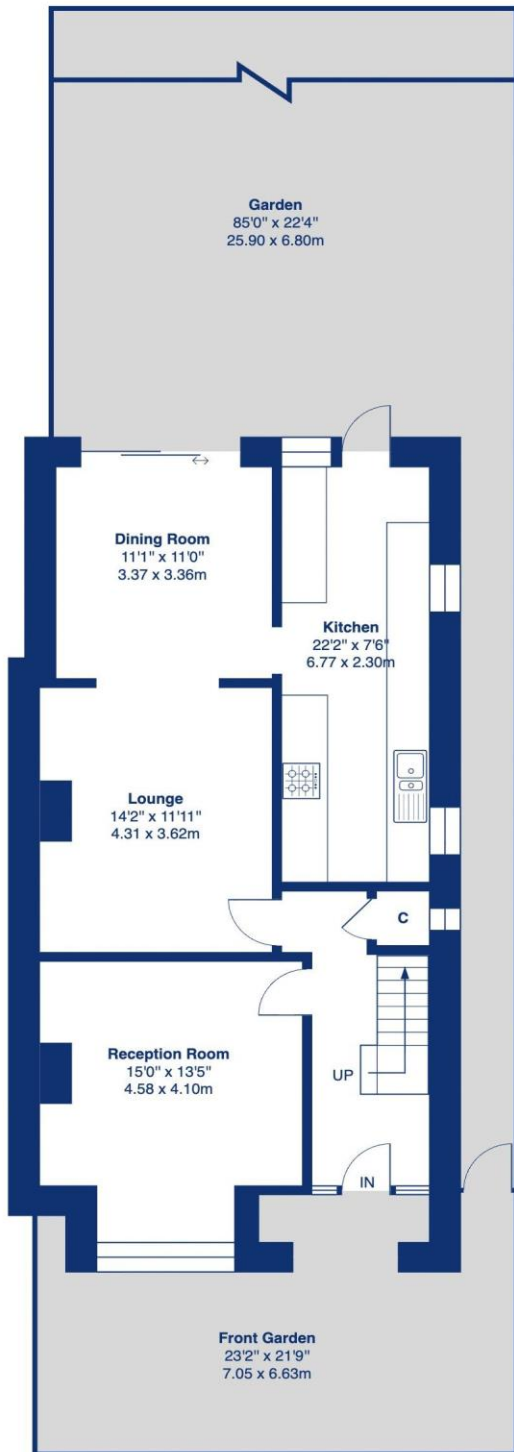 Garden
85'0" x 22'4"
25.90 x 6.80m
Dining Room
11'1" x 11'0"
3.37 x 3.36m
Kitchen
22'2" x 7'6"
6.77 x 2.30m
Lounge
14'2" x 11'11"
4.31 x 3.62m
C
Reception Room
15'0" x 13'5"
4.58 x 4.10m
UP
IN
Front Garden
23'2" x 21'9"
7.05 x 6.63m